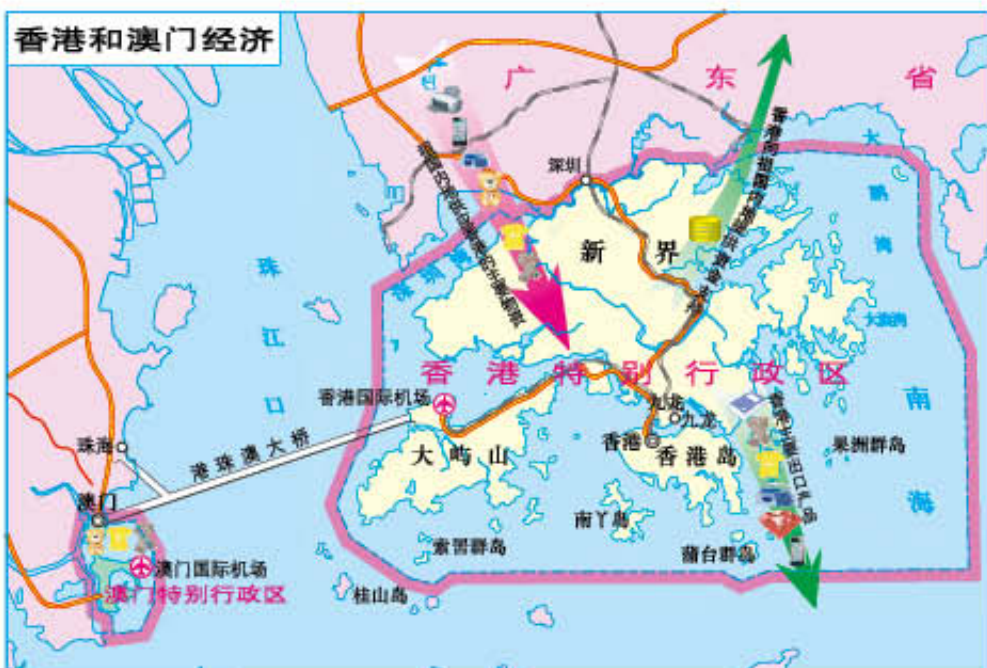 香港和澳门经济
广东省
深圳
新界
珠江口
大鹏湾
南海
香港特别行政区
香港国际机场
九龙
九龙
香港
香港岛
大屿山
果洲群岛
珠海
港珠澳大桥
澳门
南丫岛
索罟群岛
蒲台群岛
澳门国际机场
澳门特别行政区
桂山岛